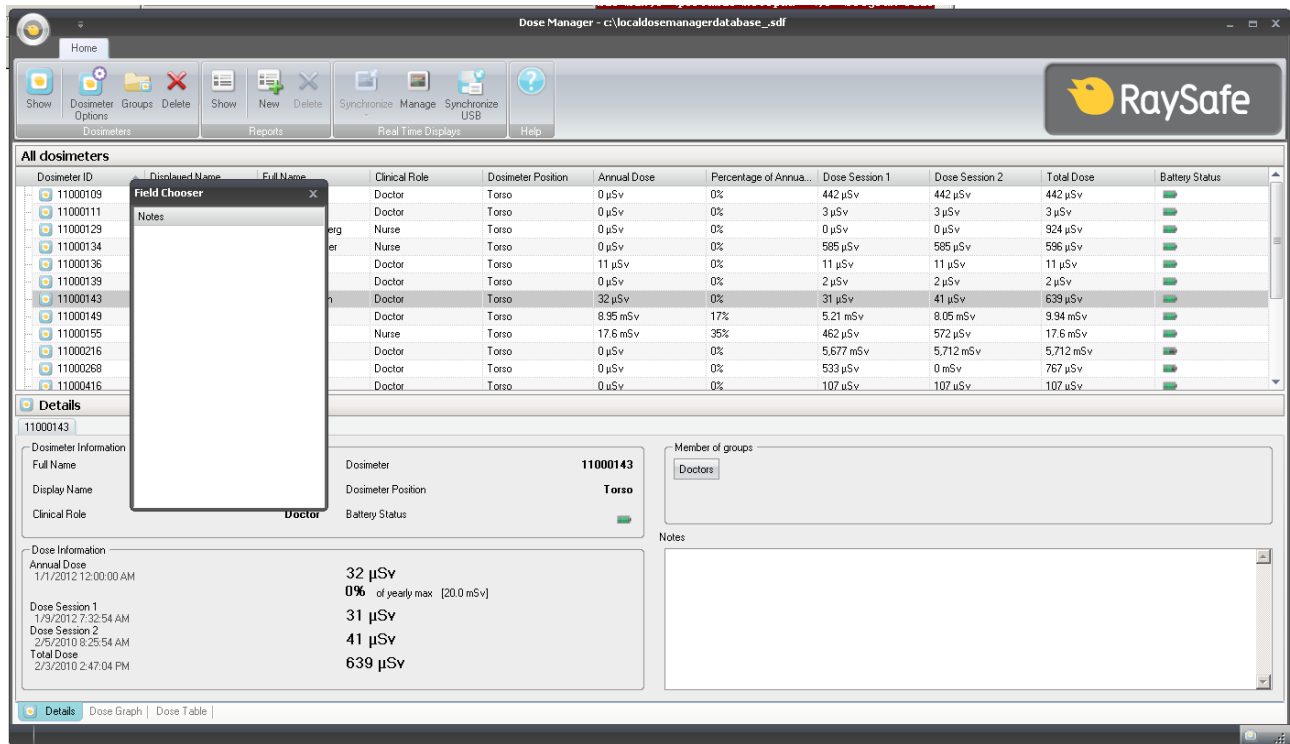 Dose Manager - c:\localdosemanagerdatabase_.sdf
Home
Show Dosimeter Options Groups Delete Show New Delete Synchronize Manage Synchronize USB
Dosimeters Reports Real Time Displays Help
RaySafe
All dosimeters
Dosimeter ID Displayed Name Full Name Clinical Role Dosimeter Position Annual Dose Percentage of Annua... Dose Session 1 Dose Session 2 Total Dose Battery Status
Field Chooser x
Notes
11000109 Doctor Torso 0 µSv 0% 442 µSv 442 µSv 442 µSv
11000111 Doctor Torso 0 µSv 0% 3 µSv 3 µSv 3 µSv
11000129 erg Nurse Torso 0 µSv 0% 0 µSv 0 µSv 924 µSv
11000134 er Nurse Torso 0 µSv 0% 585 µSv 585 µSv 596 µSv
11000136 Doctor Torso 11 µSv 0% 11 µSv 11 µSv 11 µSv
11000139 Doctor Torso 0 µSv 0% 2 µSv 2 µSv 2 µSv
11000143 n Doctor Torso 32 µSv 0% 31 µSv 41 µSv 639 µSv
11000149 Doctor Torso 8.95 mSv 17% 5.21 mSv 8.05 mSv 9.94 mSv
11000155 Nurse Torso 17.6 mSv 35% 462 µSv 572 µSv 17.6 mSv
11000216 Doctor Torso 0 µSv 0% 5,677 mSv 5,712 mSv 5,712 mSv
11000268 Doctor Torso 0 µSv 0% 533 µSv 0 mSv 767 µSv
11000416 Doctor Torso 0 µSv 0% 107 µSv 107 µSv 107 µSv
Details
11000143
Dosimeter Information
Full Name Dosimeter 11000143
Display Name Dosimeter Position Torso
Clinical Role Doctor Battery Status
Member of groups
Doctors
Notes
Dose Information
Annual Dose
1/1/2012 12:00:00 AM 32 µSv
0% of yearly max [20.0 mSv]
Dose Session 1
1/9/2012 7:32:54 AM 31 µSv
Dose Session 2
2/5/2010 8:25:54 AM 41 µSv
Total Dose
2/3/2010 2:47:04 PM 639 µSv
Details Dose Graph Dose Table